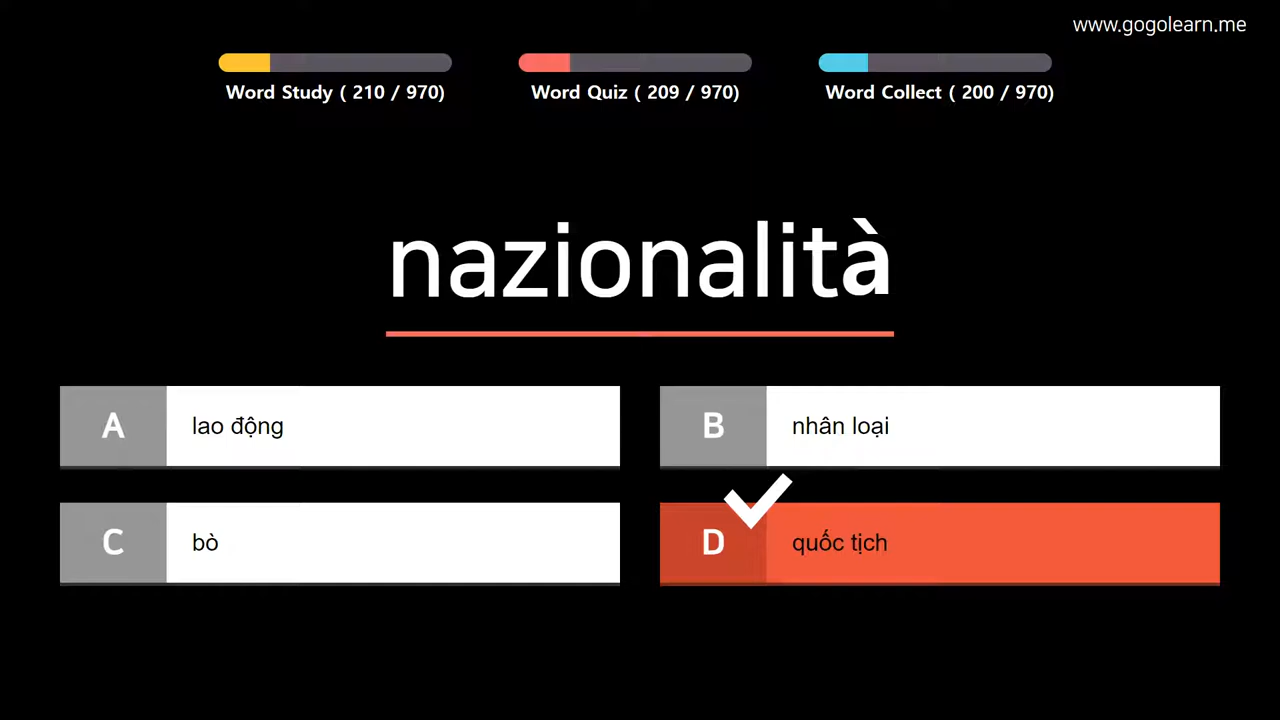 www.gogolearn.me
Word Study ( 210 / 970)
Word Quiz ( 209 / 970)
Word Collect ( 200 / 970)
nazionalità
A lao động
B nhân loại
C bò
D quốc tịch